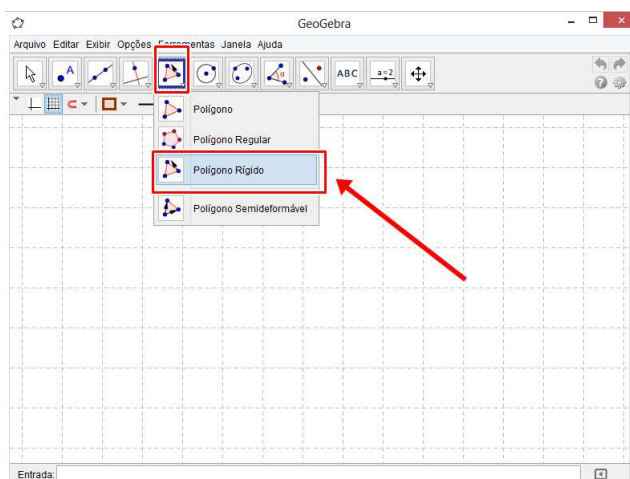 GeoGebra
Arquivo Editar Exibir Opções Ferramentas Janela Ajuda
A α ABC a=2
Polígono
Polígono Regular
Polígono Rígido
Polígono Semideformável
Entrada: